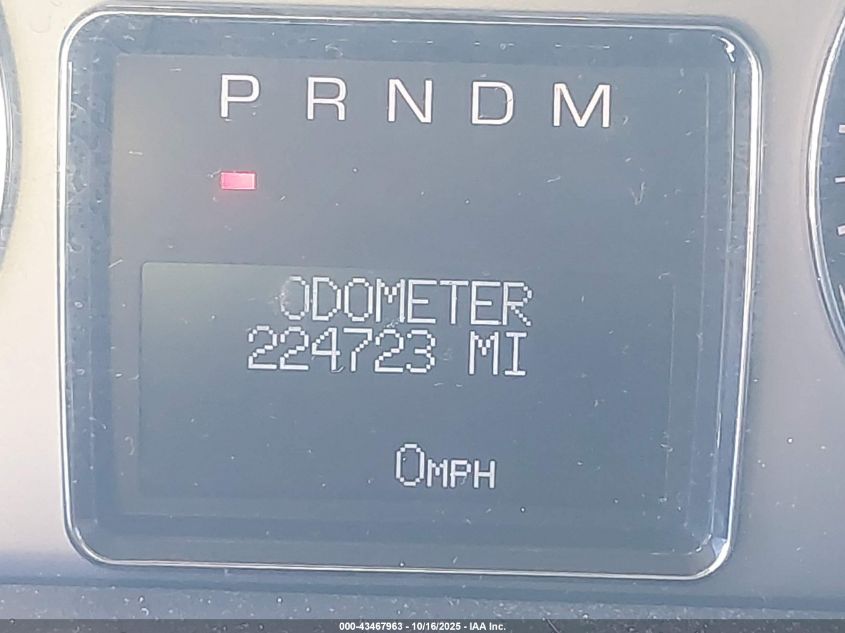 P R N D M
ODOMETER
224723 MI
0MPH
000-43467963 - 10/16/2025 - IAA Inc.